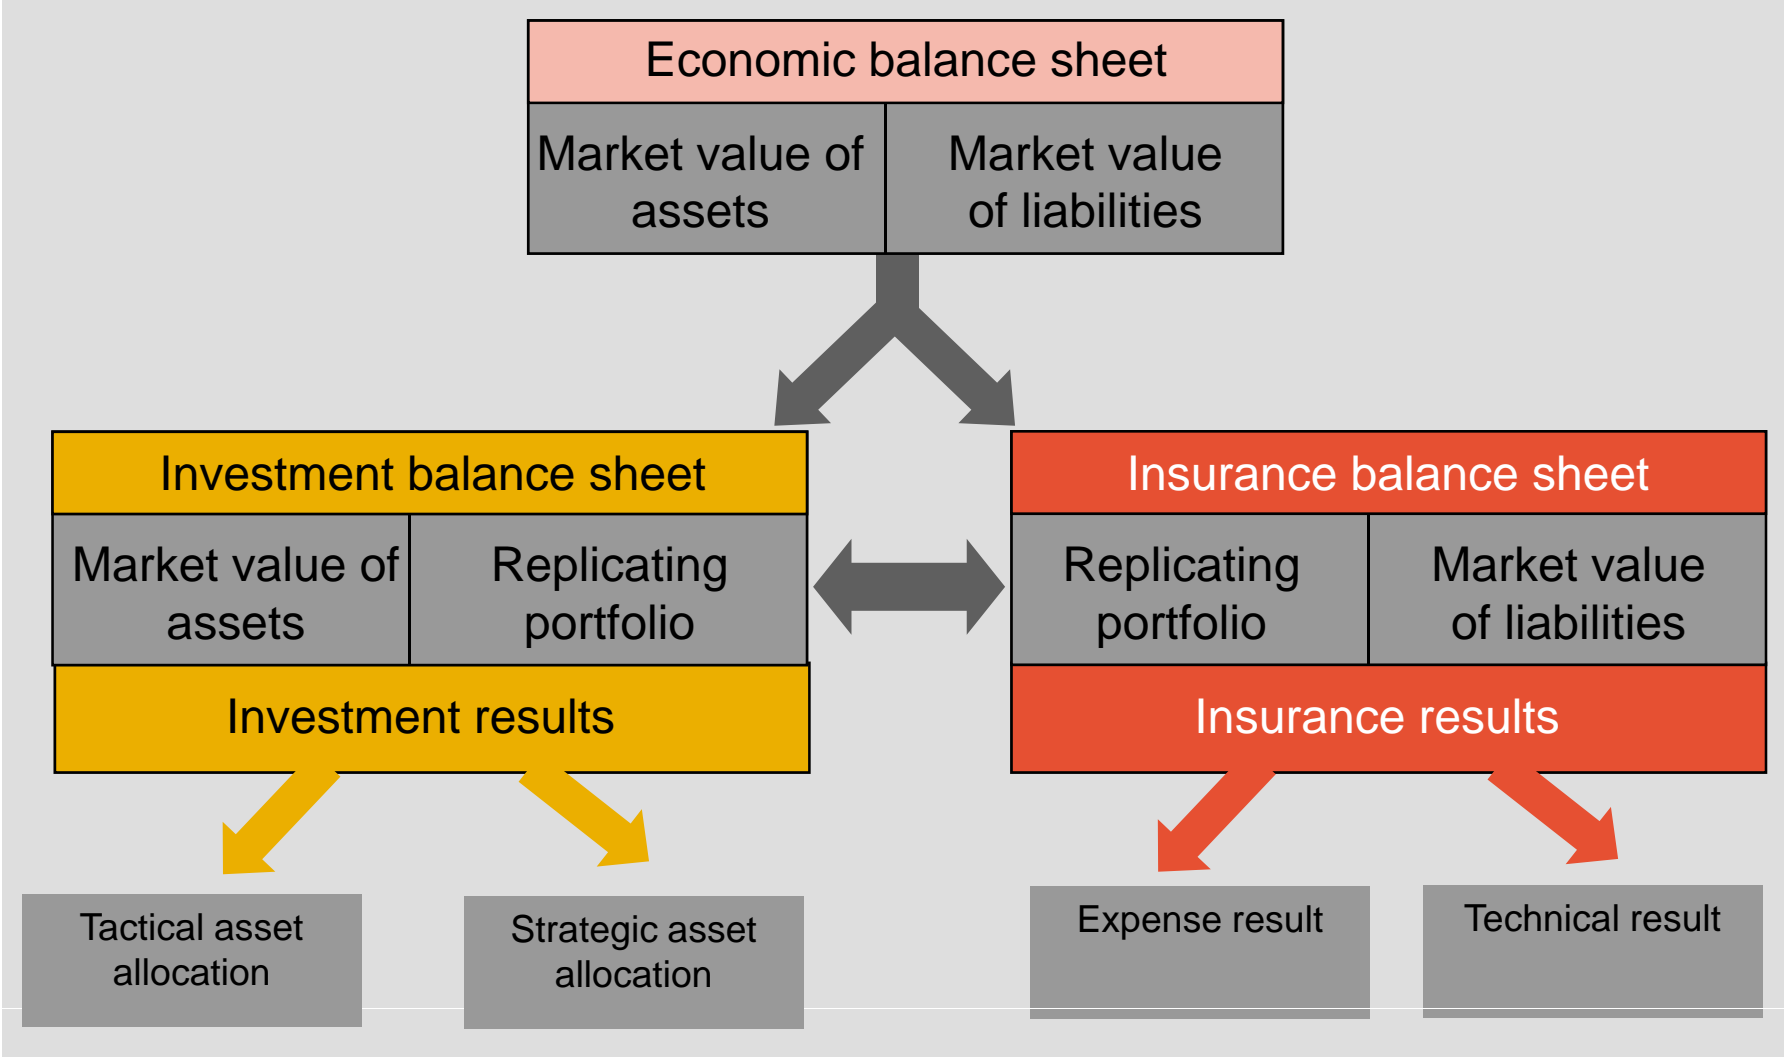 Economic balance sheet
Market value of
assets
Market value
of liabilities
Investment balance sheet
Market value of
assets
Replicating
portfolio
Investment results
Insurance balance sheet
Replicating
portfolio
Market value
of liabilities
Insurance results
Tactical asset
allocation
Strategic asset
allocation
Expense result
Technical result